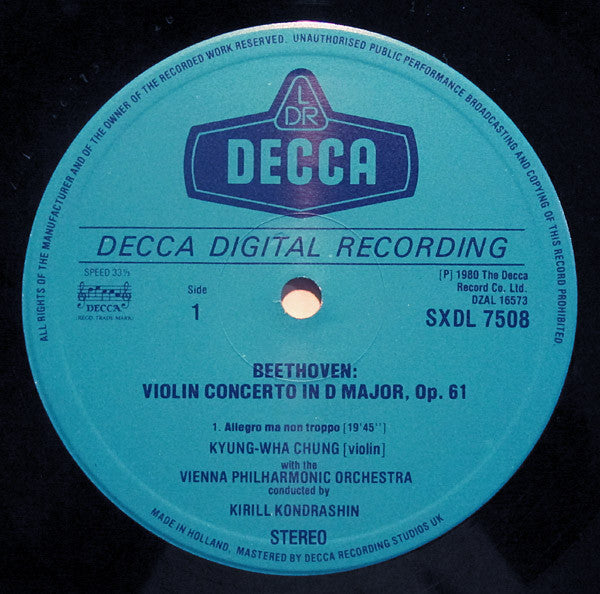 ALL RIGHTS OF THE MANUFACTURER AND OF THE OWNER OF THE RECORDED WORK RESERVED. UNAUTHORISED PUBLIC PERFORMANCE BROADCASTING AND COPYING OF THIS RECORD PROHIBITED.
L
DR
DECCA
DECCA DIGITAL RECORDING
SPEED 33⅓
DECCA
REGD. TRADE MARK
Side
1
[P] 1980 The Decca
Record Co. Ltd.
DZAL 16573
SXDL 7508
BEETHOVEN:
VIOLIN CONCERTO IN D MAJOR, Op. 61
1. Allegro ma non troppo [19'45'']
KYUNG-WHA CHUNG [violin]
with the
VIENNA PHILHARMONIC ORCHESTRA
conducted by
KIRILL KONDRASHIN
STEREO
MADE IN HOLLAND, MASTERED BY DECCA RECORDING STUDIOS UK